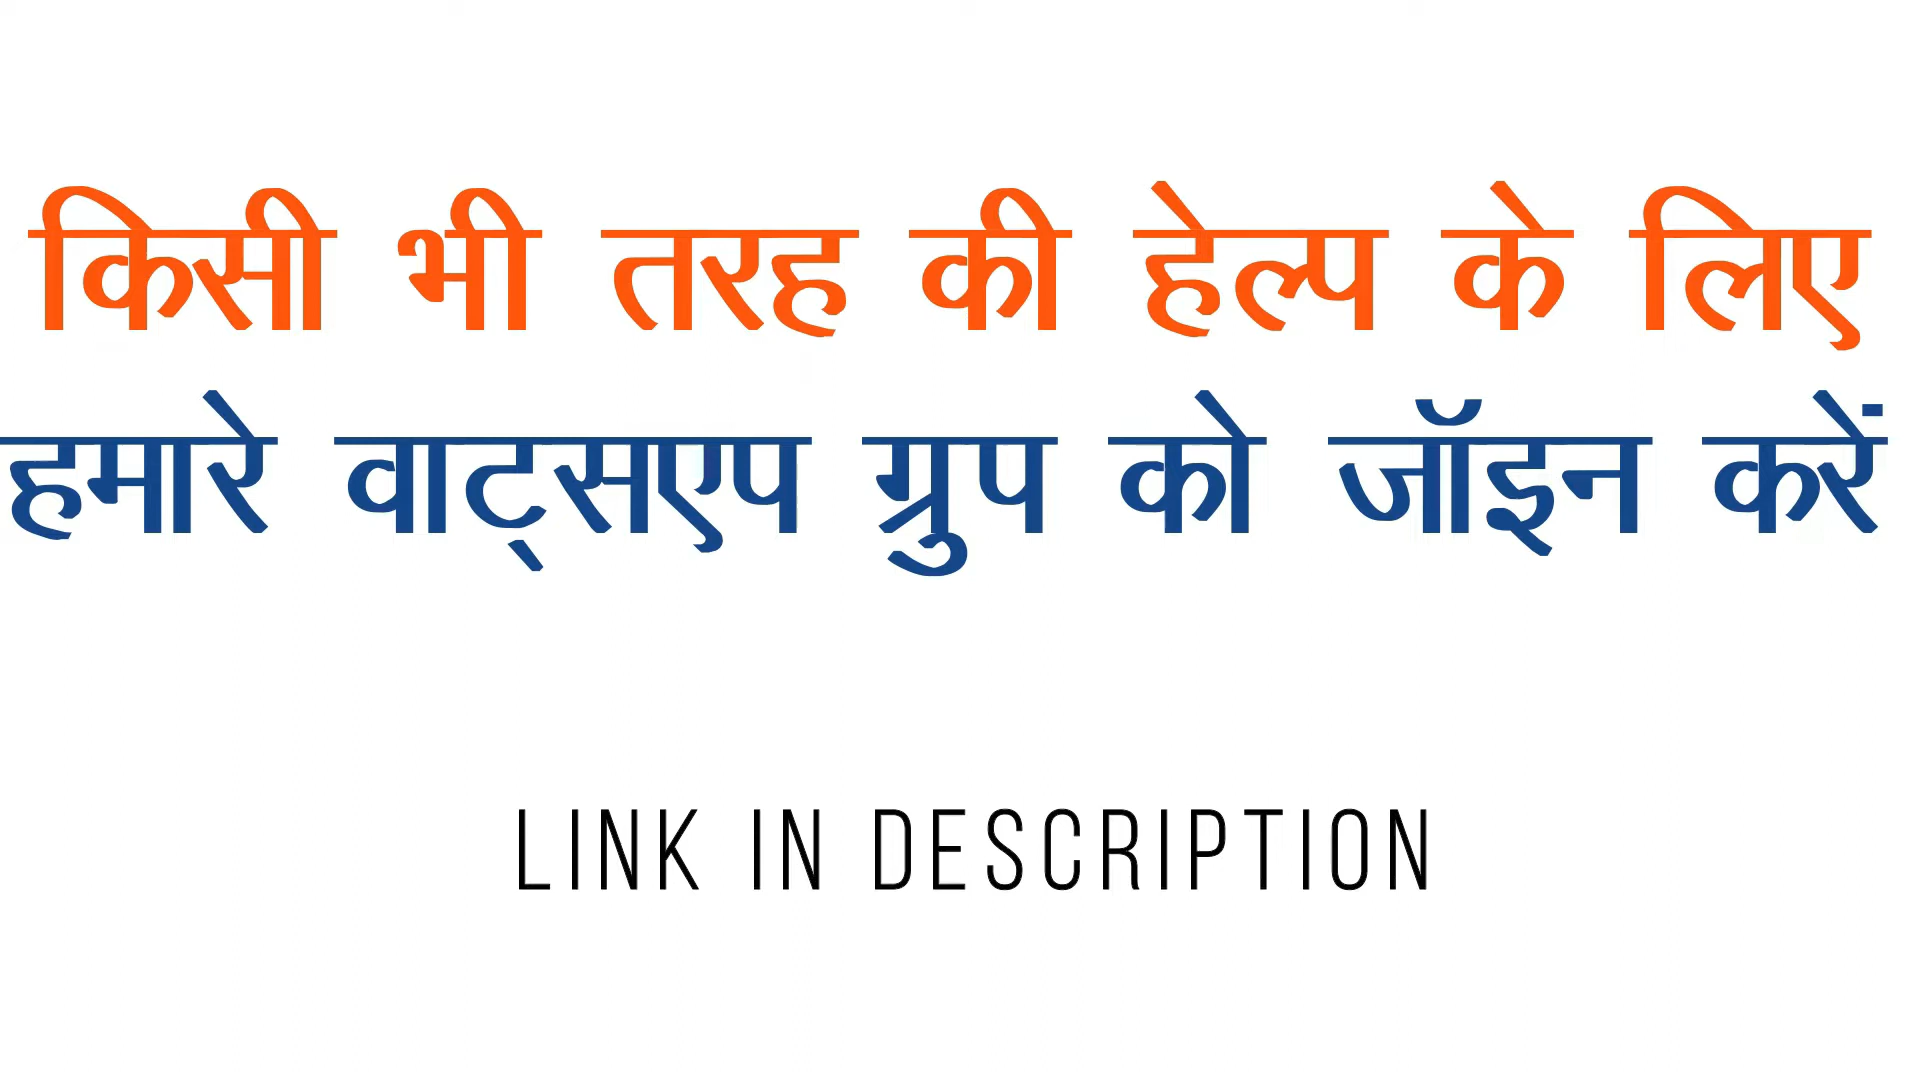 किसी भी तरह की हेल्प के लिए
हमारे वाट्सएप ग्रुप को जॉइन करें
LINK IN DESCRIPTION